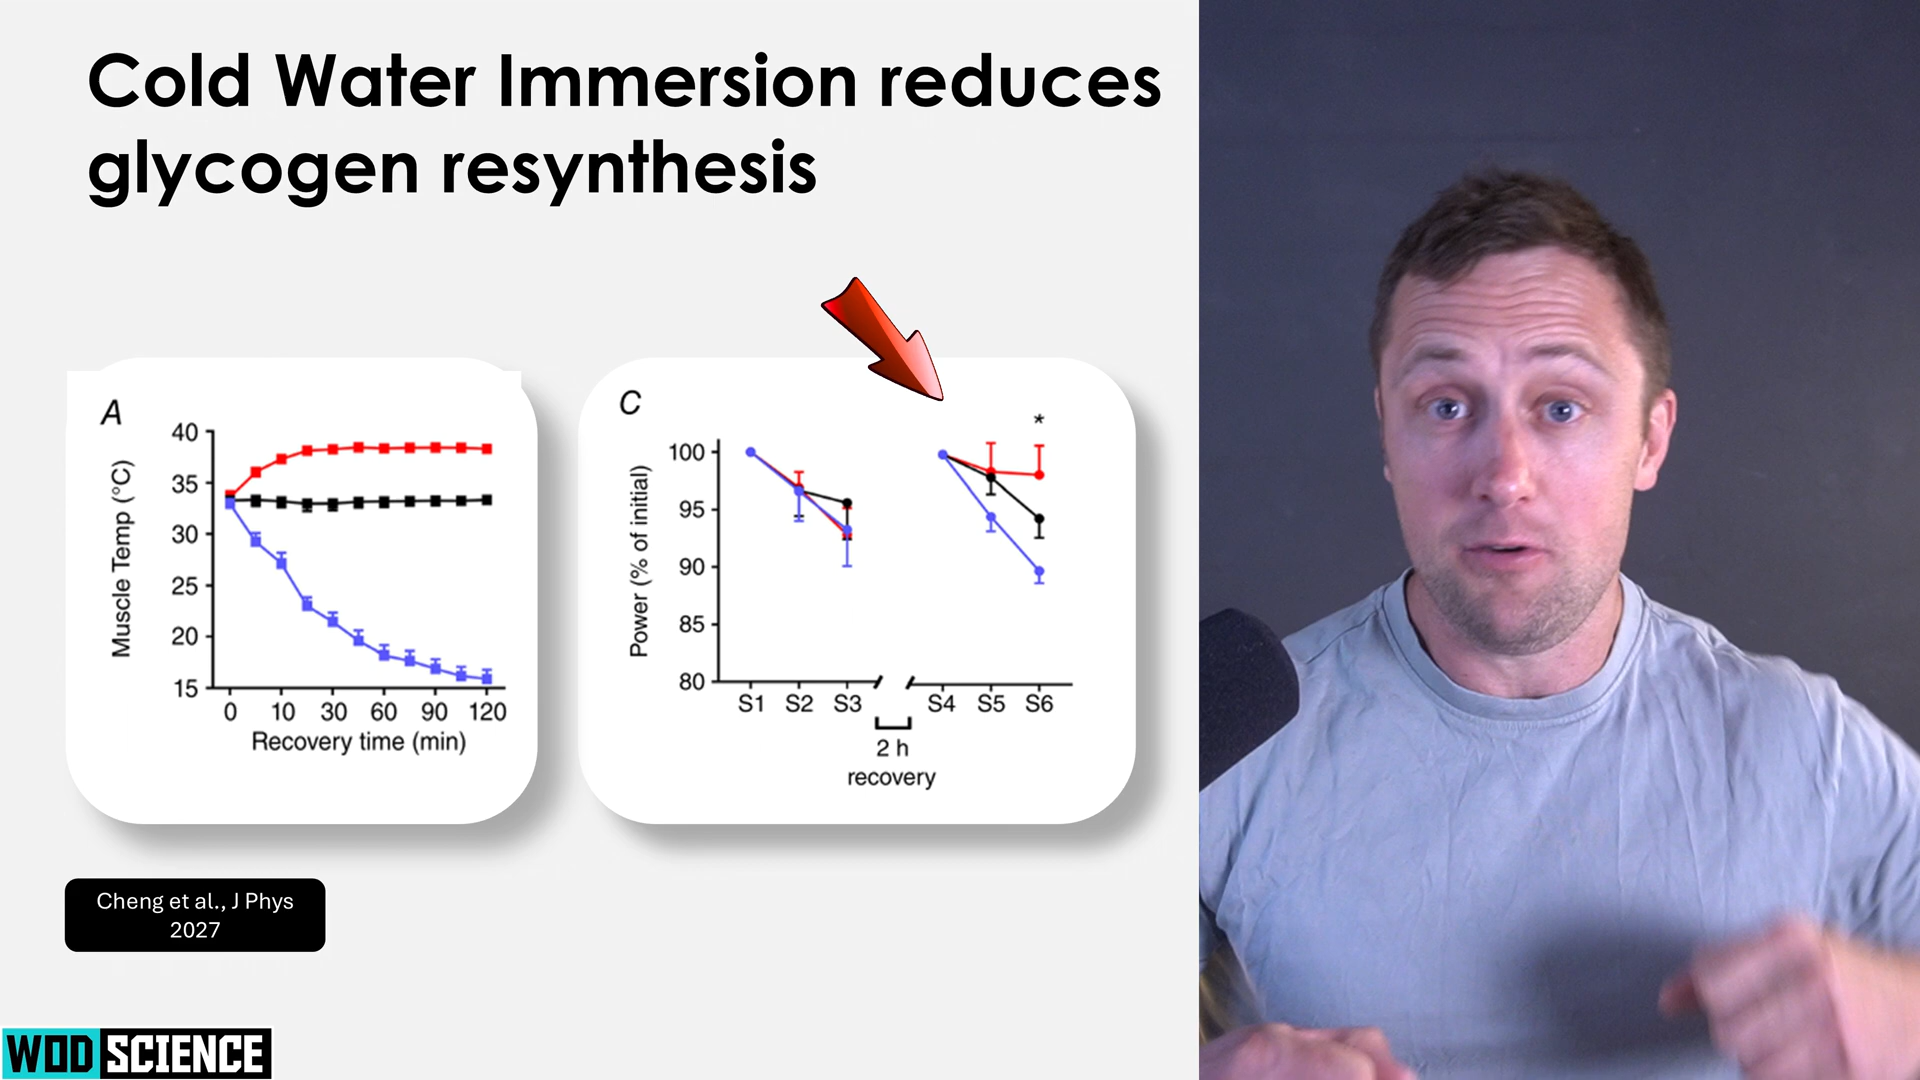 Cold Water Immersion reduces
glycogen resynthesis
A
40
35
30
25
20
15
Muscle Temp (°C)
0 10 30 60 90 120
Recovery time (min)
C
*
100
95
90
85
80
Power (% of initial)
S1 S2 S3 S4 S5 S6
2 h
recovery
Cheng et al., J Phys
2027
WOD SCIENCE